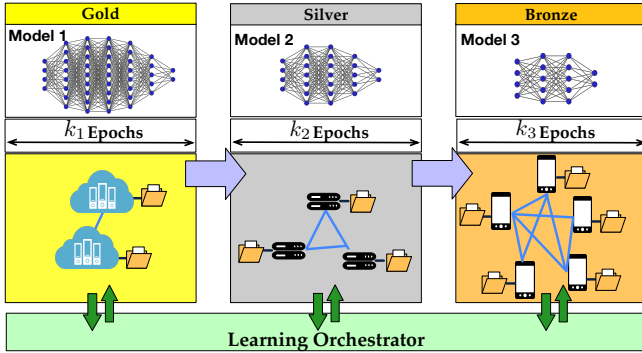 Gold
Silver
Bronze
Model 1
Model 2
Model 3
k₁ Epochs
k₂ Epochs
k₃ Epochs
Learning Orchestrator